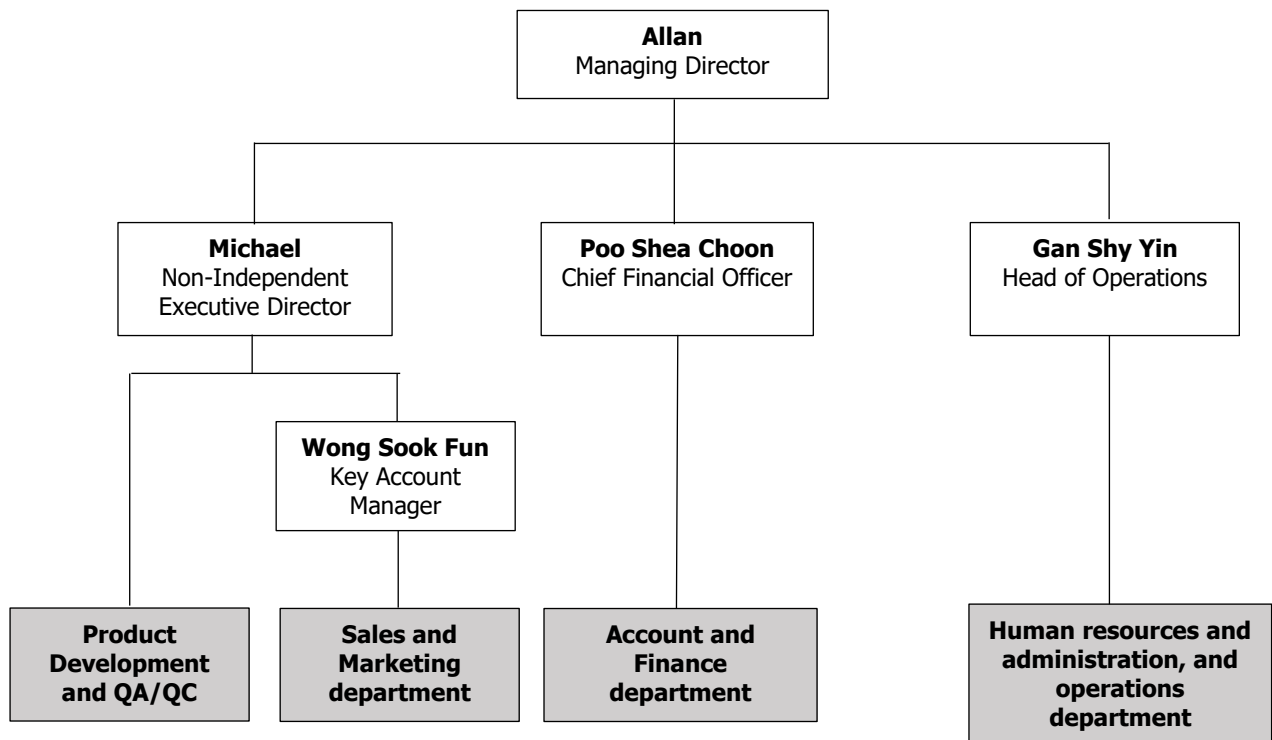 Allan
Managing Director
Michael
Non-Independent
Executive Director
Poo Shea Choon
Chief Financial Officer
Gan Shy Yin
Head of Operations
Wong Sook Fun
Key Account
Manager
Product
Development
and QA/QC
Sales and
Marketing
department
Account and
Finance
department
Human resources and
administration, and
operations
department